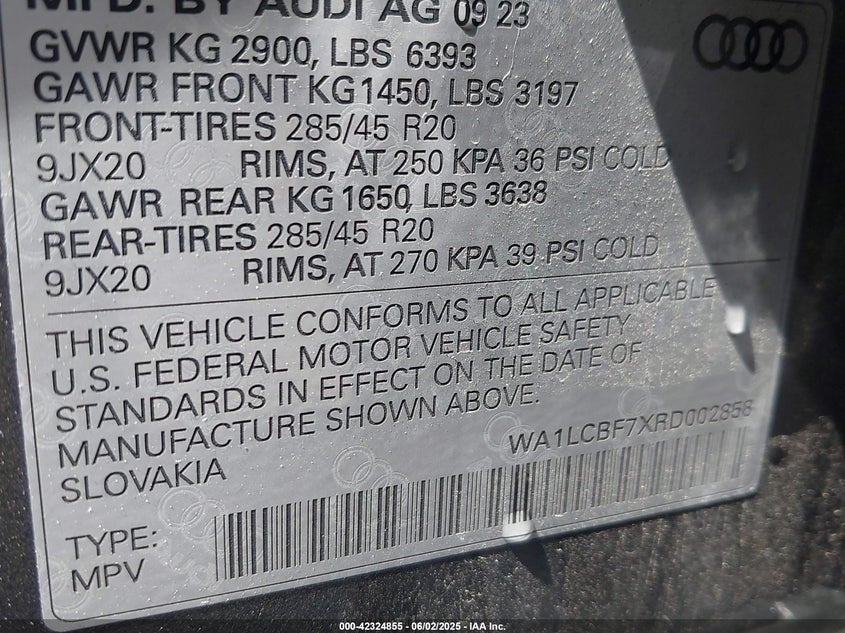 MFD. BY AUDI AG 09 23
GVWR KG 2900, LBS 6393
GAWR FRONT KG1450, LBS 3197
FRONT-TIRES 285/45 R20
9JX20 RIMS, AT 250 KPA 36 PSI COLD
GAWR REAR KG 1650, LBS 3638
REAR-TIRES 285/45 R20
9JX20 RIMS, AT 270 KPA 39 PSI COLD
THIS VEHICLE CONFORMS TO ALL APPLICABLE
U.S. FEDERAL MOTOR VEHICLE SAFETY
STANDARDS IN EFFECT ON THE DATE OF
MANUFACTURE SHOWN ABOVE.
SLOVAKIA
WA1LCBF7XRD002858
TYPE:
MPV
000-42324855 | 06/02/2025 | IAA Inc.